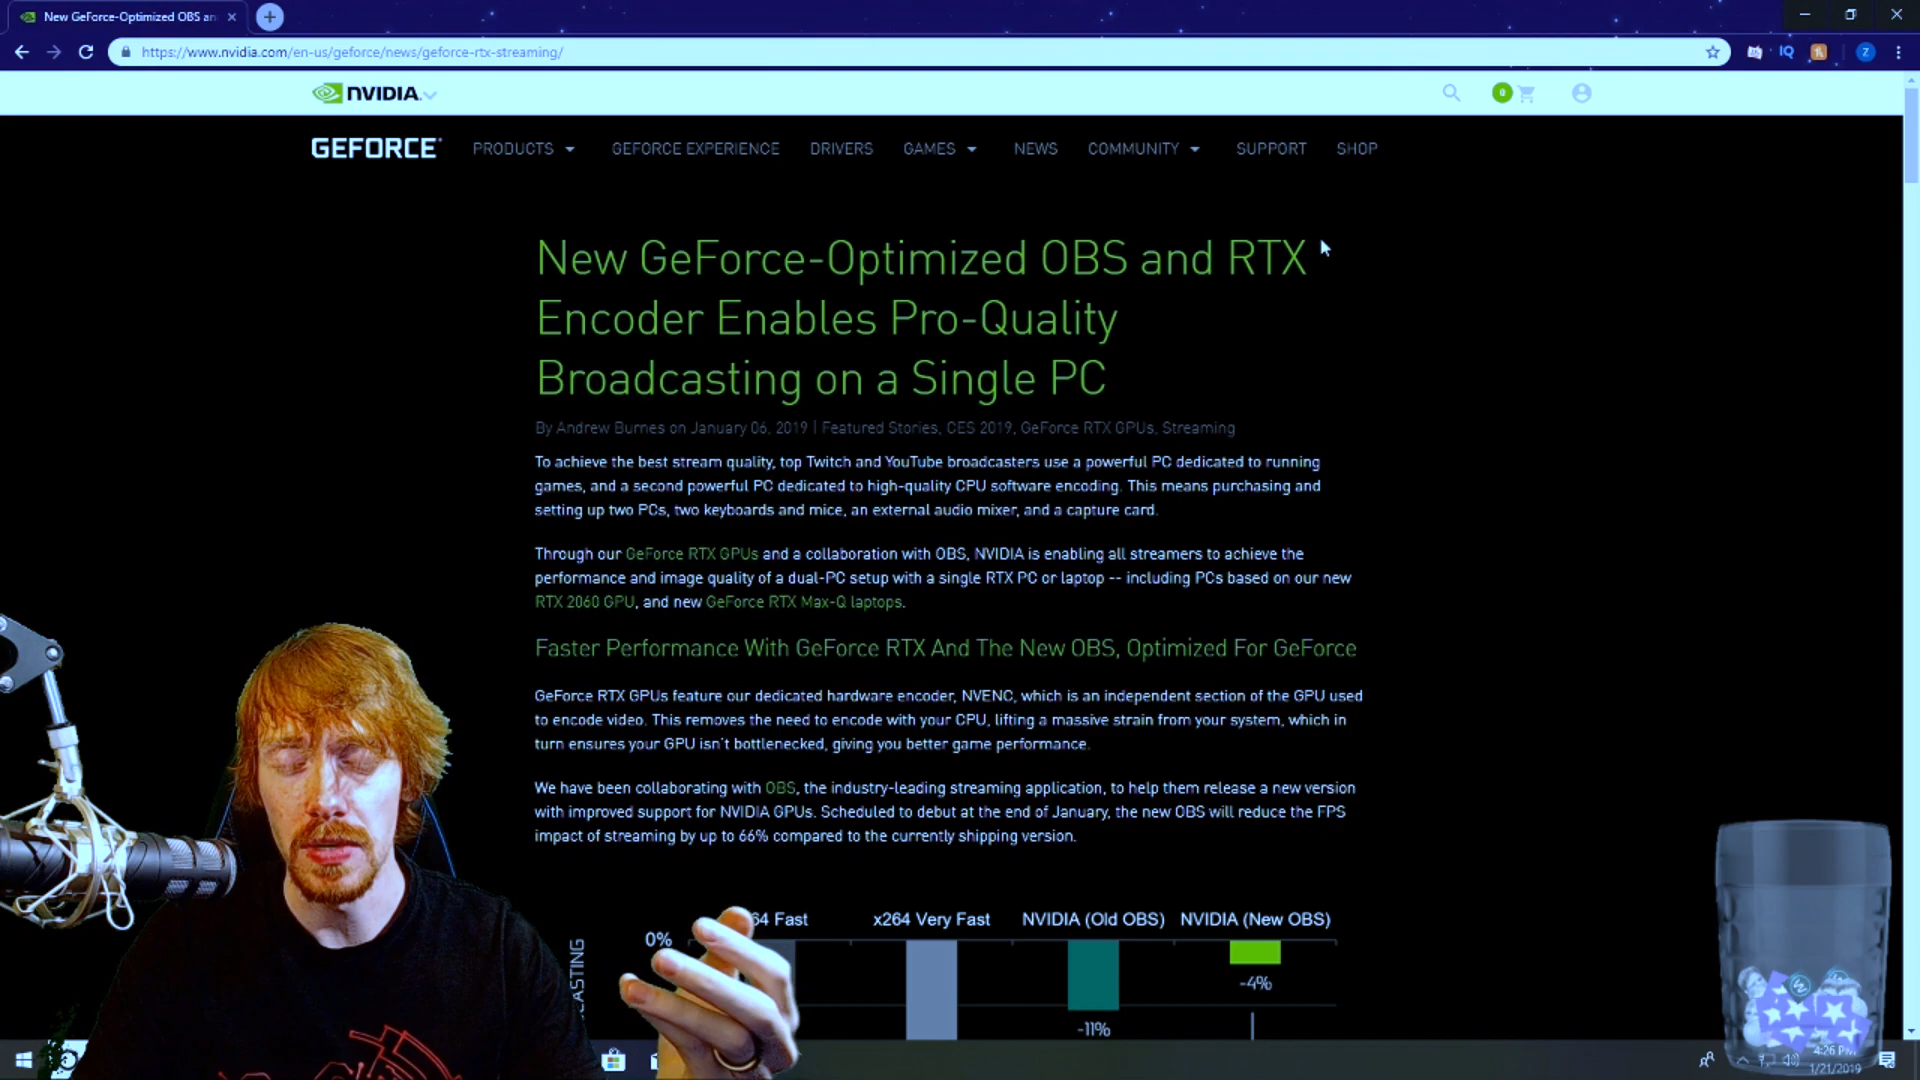 New GeForce-Optimized OBS an
https://www.nvidia.com/en-us/geforce/news/geforce-rtx-streaming/
IQ
Z
NVIDIA.
0
GEFORCE PRODUCTS GEFORCE EXPERIENCE DRIVERS GAMES NEWS COMMUNITY SUPPORT SHOP
New GeForce-Optimized OBS and RTX
Encoder Enables Pro-Quality
Broadcasting on a Single PC
By Andrew Burnes on January 06, 2019 | Featured Stories, CES 2019, GeForce RTX GPUs, Streaming
To achieve the best stream quality, top Twitch and YouTube broadcasters use a powerful PC dedicated to running
games, and a second powerful PC dedicated to high-quality CPU software encoding. This means purchasing and
setting up two PCs, two keyboards and mice, an external audio mixer, and a capture card.
Through our GeForce RTX GPUs and a collaboration with OBS, NVIDIA is enabling all streamers to achieve the
performance and image quality of a dual-PC setup with a single RTX PC or laptop -- including PCs based on our new
RTX 2060 GPU, and new GeForce RTX Max-Q laptops.
Faster Performance With GeForce RTX And The New OBS, Optimized For GeForce
GeForce RTX GPUs feature our dedicated hardware encoder, NVENC, which is an independent section of the GPU used
to encode video. This removes the need to encode with your CPU, lifting a massive strain from your system, which in
turn ensures your GPU isn't bottlenecked, giving you better game performance.
We have been collaborating with OBS, the industry-leading streaming application, to help them release a new version
with improved support for NVIDIA GPUs. Scheduled to debut at the end of January, the new OBS will reduce the FPS
impact of streaming by up to 66% compared to the currently shipping version.
64 Fast x264 Very Fast NVIDIA (Old OBS) NVIDIA (New OBS)
0%
CASTING
-4%
-11%
4:26 PM
1/21/2019